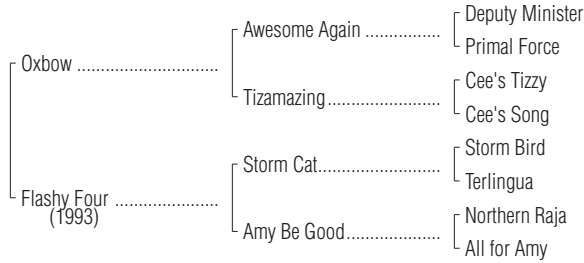 Deputy Minister
Awesome Again ..................
Primal Force
Oxbow .................................
Cee's Tizzy
Tizamazing..........................
Cee's Song
Storm Bird
Storm Cat............................
Terlingua
Flashy Four ........................
(1993)
Northern Raja
Amy Be Good......................
All for Amy